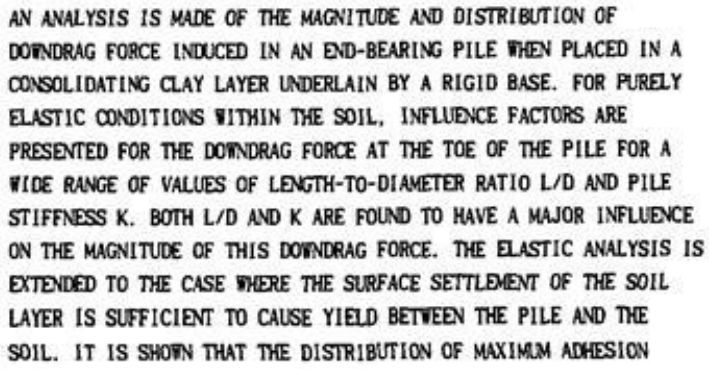 AN ANALYSIS IS MADE OF THE MAGNITUDE AND DISTRIBUTION OF
DOWNDRAG FORCE INDUCED IN AN END-BEARING PILE WHEN PLACED IN A
CONSOLIDATING CLAY LAYER UNDERLAIN BY A RIGID BASE. FOR PURELY
ELASTIC CONDITIONS WITHIN THE SOIL, INFLUENCE FACTORS ARE
PRESENTED FOR THE DOWNDRAG FORCE AT THE TOE OF THE PILE FOR A
WIDE RANGE OF VALUES OF LENGTH-TO-DIAMETER RATIO L/D AND PILE
STIFFNESS K. BOTH L/D AND K ARE FOUND TO HAVE A MAJOR INFLUENCE
ON THE MAGNITUDE OF THIS DOWNDRAG FORCE. THE ELASTIC ANALYSIS IS
EXTENDED TO THE CASE WHERE THE SURFACE SETTLEMENT OF THE SOIL
LAYER IS SUFFICIENT TO CAUSE YIELD BETWEEN THE PILE AND THE
SOIL. IT IS SHOWN THAT THE DISTRIBUTION OF MAXIMUM ADHESION